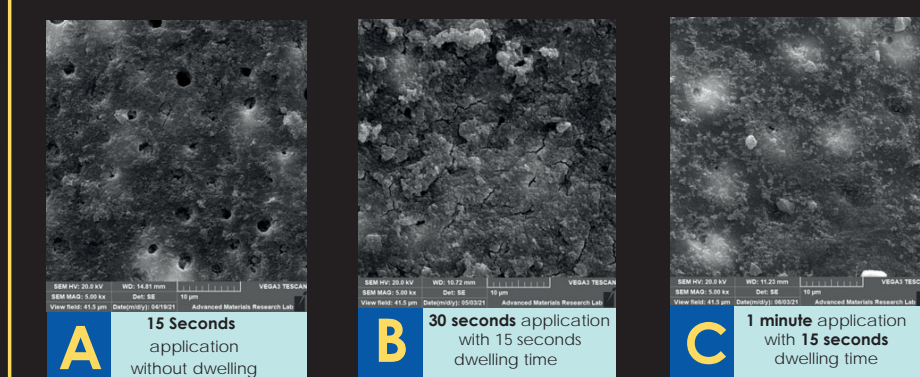 SEM HV: 20.0 kV WD: 14.81 mm VEGA3 TESCAN
SEM MAG: 5.00 kx Det: SE 10 µm
View field: 41.5 µm Date(m/d/y): 04/19/21 Advanced Materials Research Lab
A
15 Seconds
application
without dwelling
SEM HV: 20.0 kV WD: 10.72 mm VEGA3 TESCAN
SEM MAG: 5.00 kx Det: SE 10 µm
View field: 41.5 µm Date(m/d/y): 05/03/21 Advanced Materials Research Lab
B
30 seconds application
with 15 seconds
dwelling time
SEM HV: 20.0 kV WD: 11.23 mm VEGA3 TESC
SEM MAG: 5.00 kx Det: SE 10 µm
View field: 41.5 µm Date(m/d/y): 06/03/21 Advanced Materials Research Lab
C
1 minute application
with 15 seconds
dwelling time